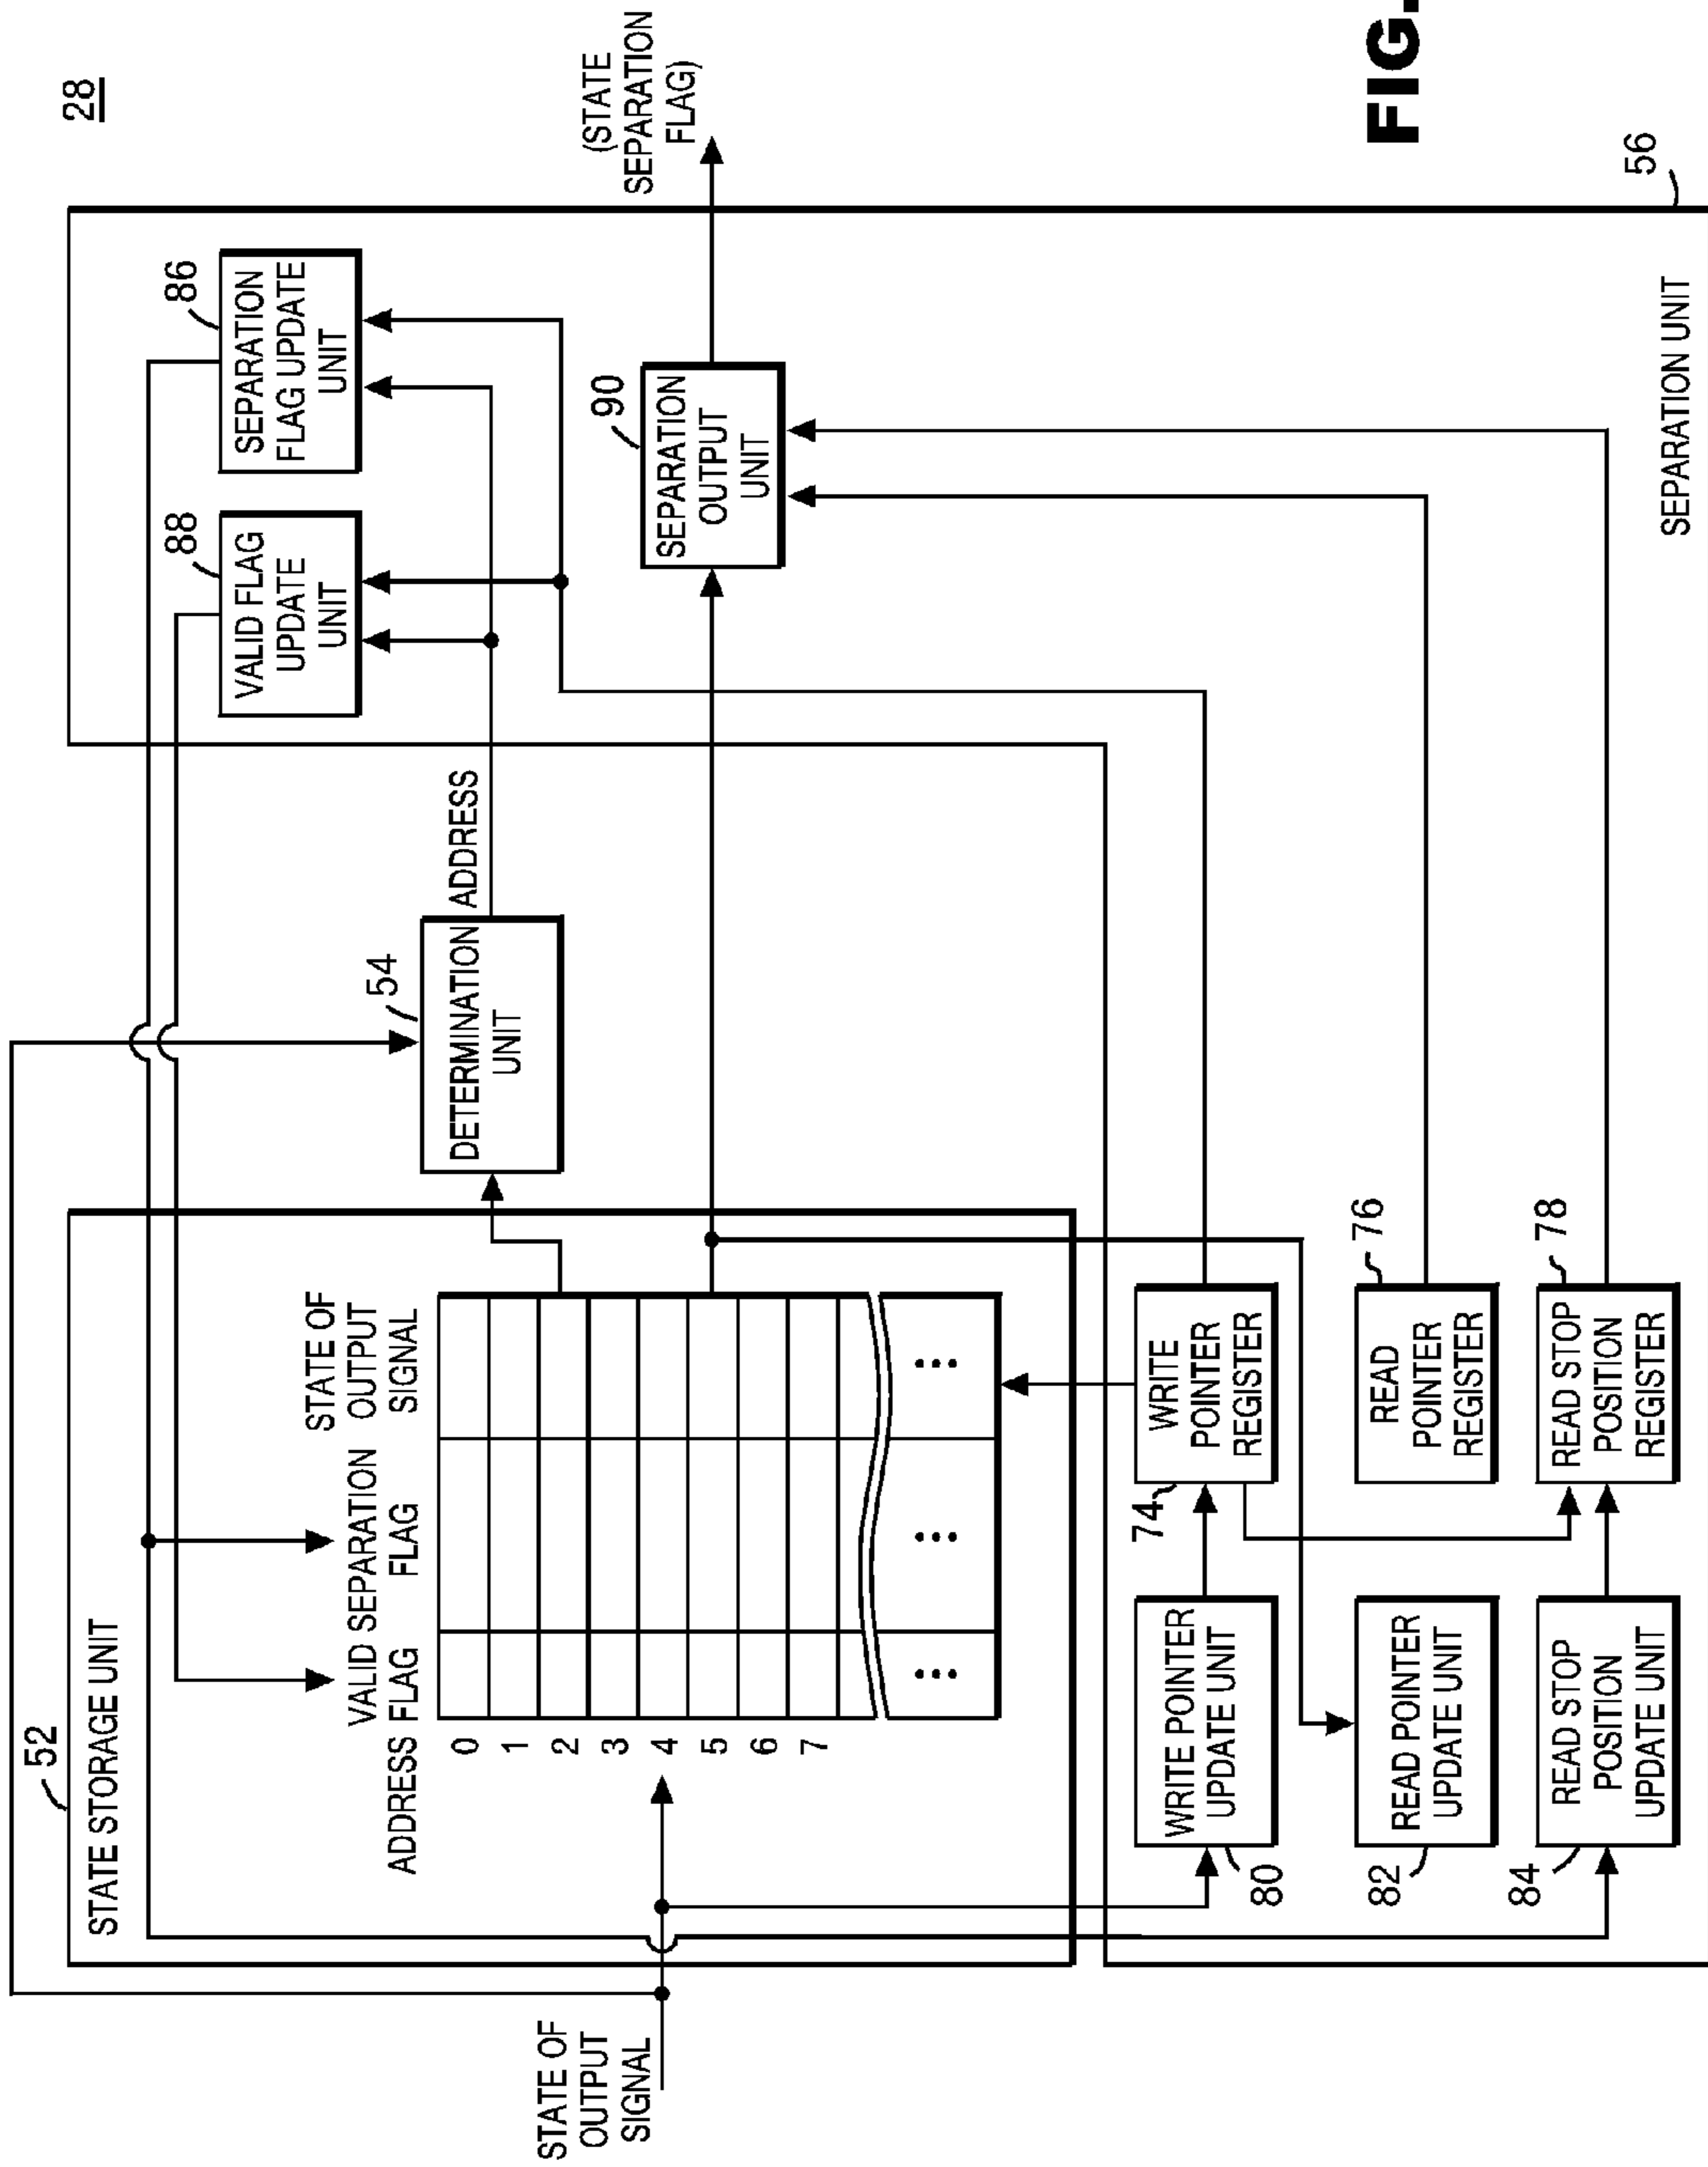 28
52
STATE STORAGE UNIT
STATE OF
OUTPUT
SIGNAL
ADDRESS
VALID
FLAG
SEPARATION
FLAG
STATE OF
OUTPUT
SIGNAL
0
1
2
3
4
5
6
7
...
...
...
54
DETERMINATION
UNIT
ADDRESS
88
VALID FLAG
UPDATE
UNIT
86
SEPARATION
FLAG UPDATE
UNIT
90
SEPARATION
OUTPUT
UNIT
(STATE
SEPARATION
FLAG)
80
WRITE POINTER
UPDATE UNIT
74
WRITE
POINTER
REGISTER
82
READ POINTER
UPDATE UNIT
76
READ
POINTER
REGISTER
84
READ STOP
POSITION
UPDATE UNIT
78
READ STOP
POSITION
REGISTER
SEPARATION UNIT
56
FIG.